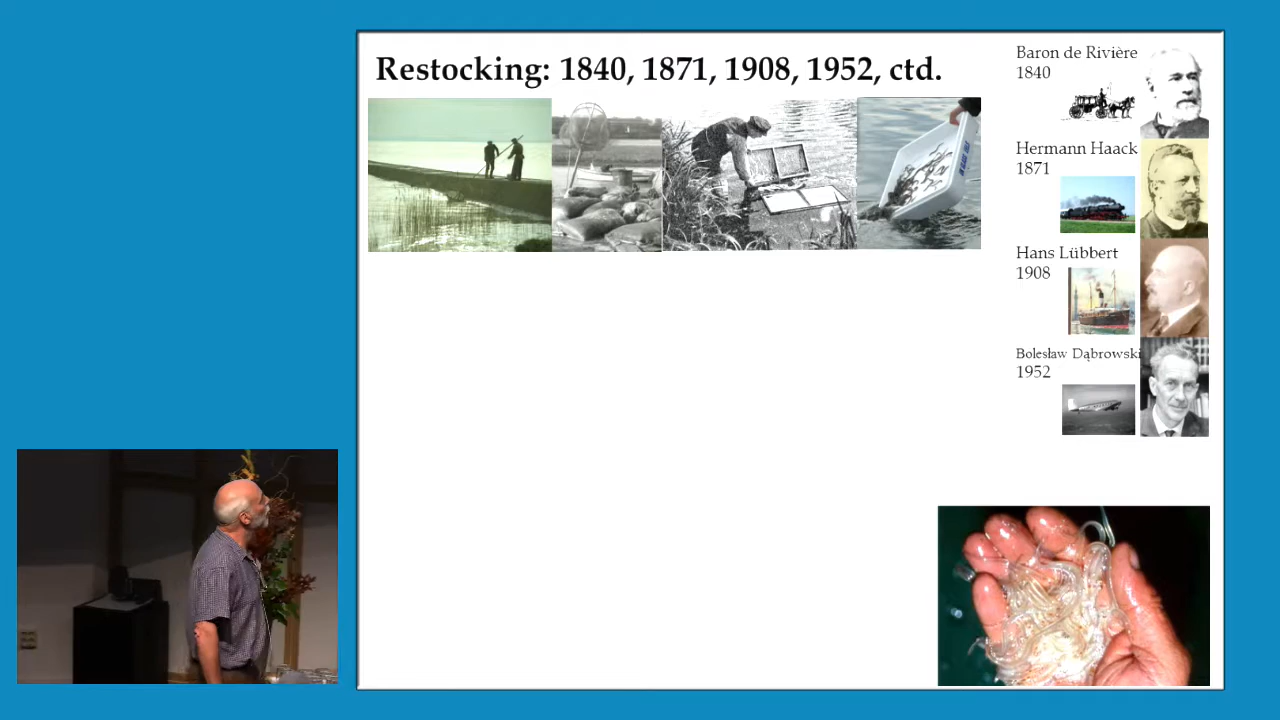 Restocking: 1840, 1871, 1908, 1952, ctd.
Baron de Rivière
1840
Hermann Haack
1871
Hans Lübbert
1908
Bolesław Dąbrowski
1952